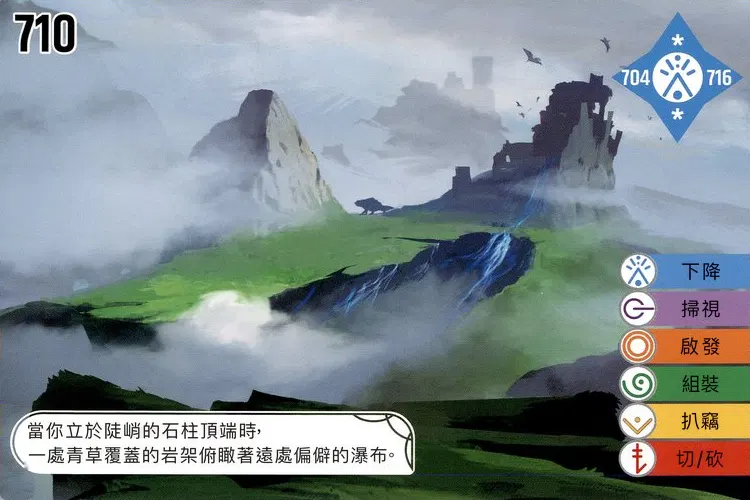 710
*
704 716
*
下降
掃視
啟發
組裝
扒竊
切/砍
當你立於陡峭的石柱頂端時,
一處青草覆蓋的岩架俯瞰著遠處偏僻的瀑布。